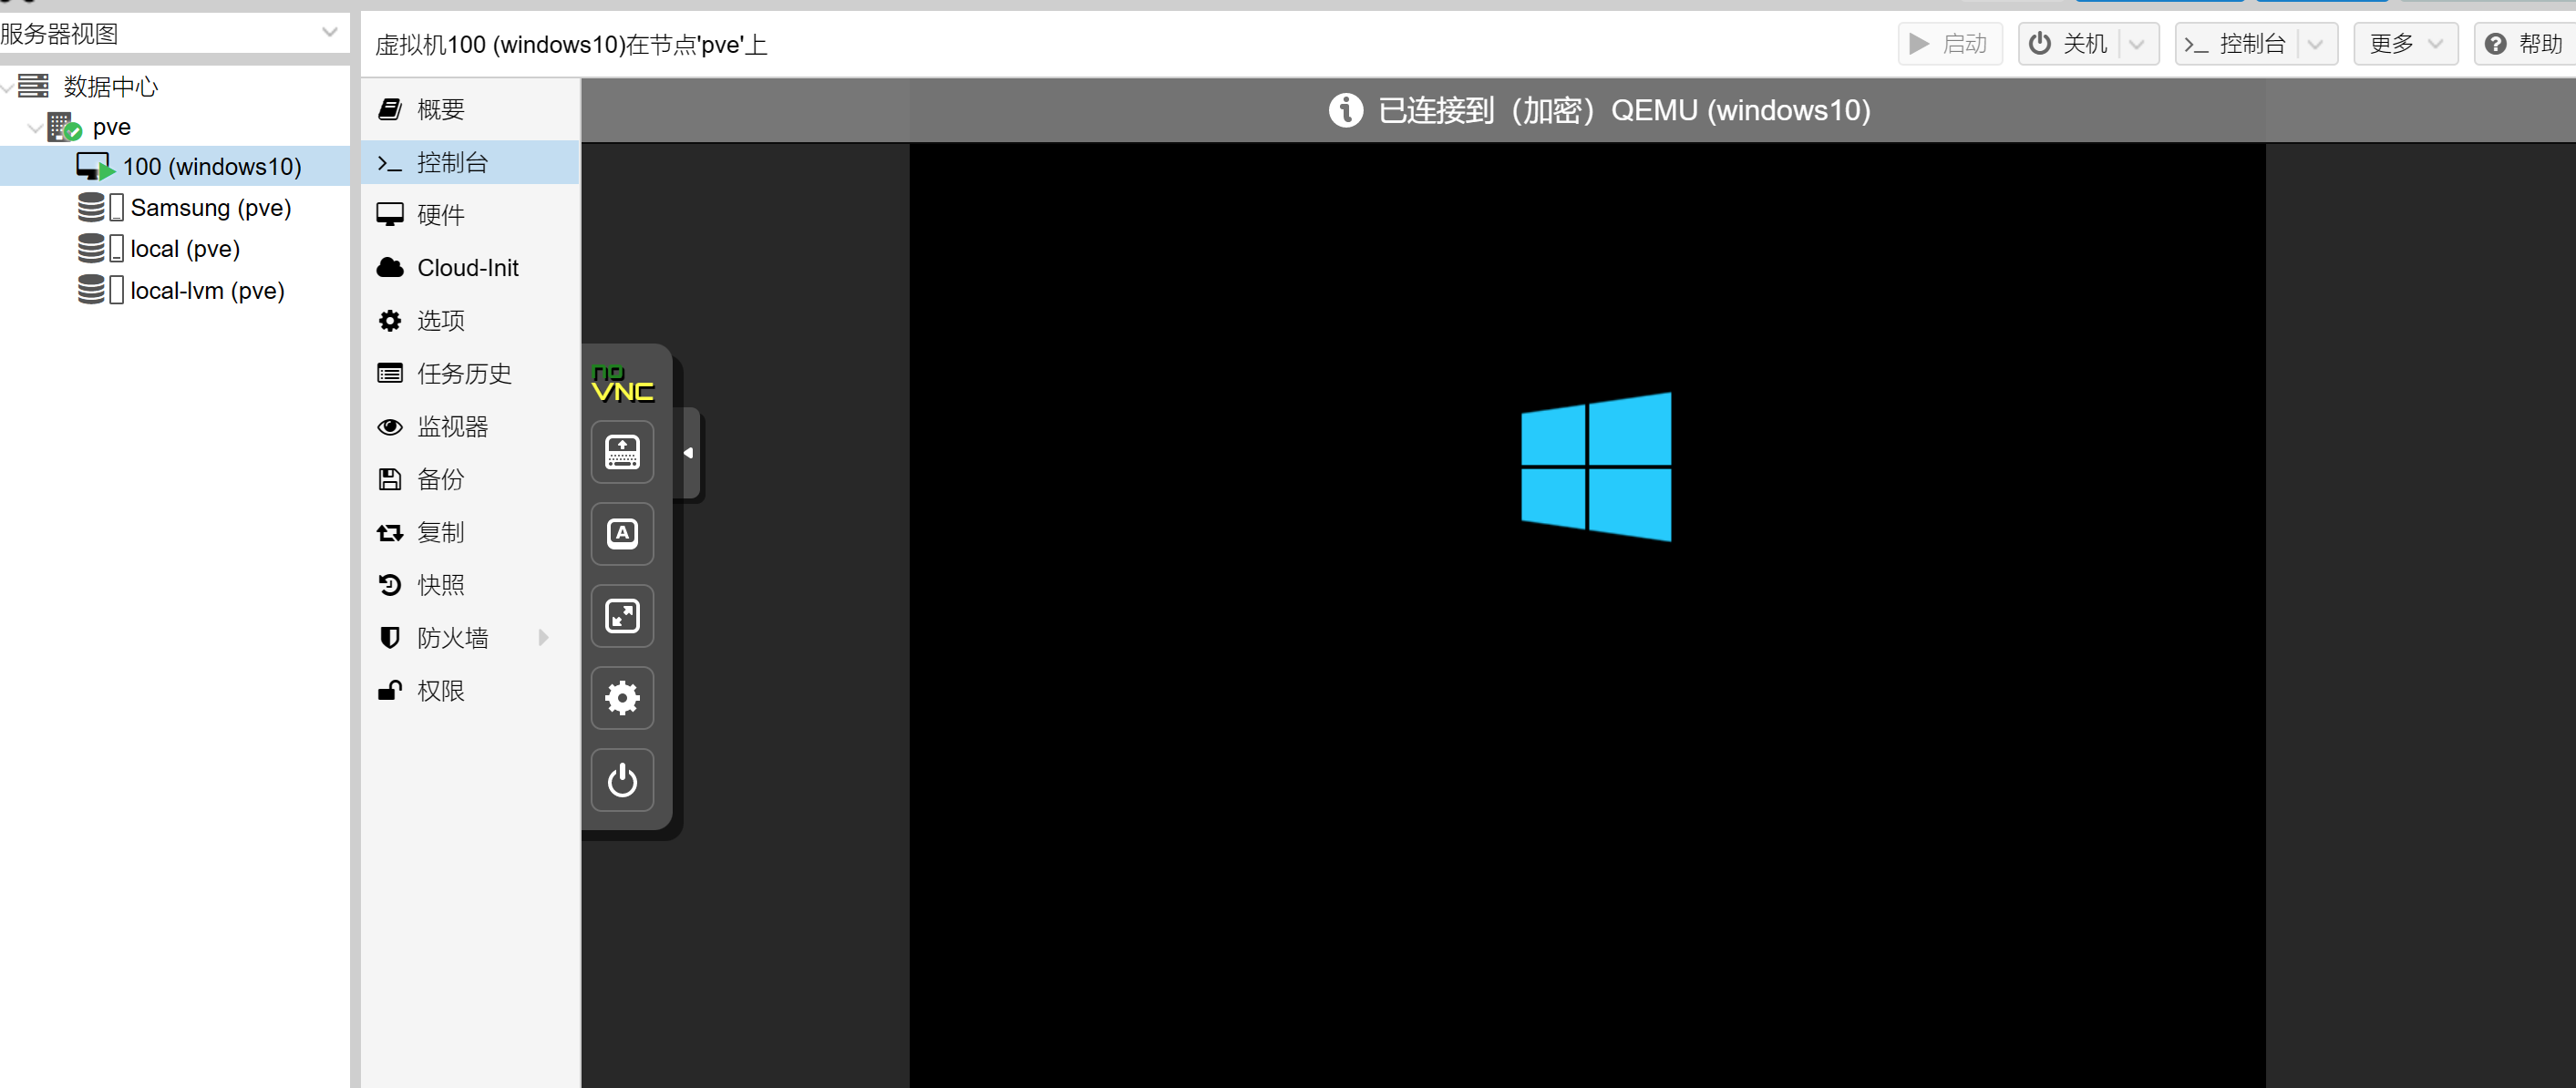 服务器视图
数据中心
pve
100 (windows10)
Samsung (pve)
local (pve)
local-lvm (pve)
虚拟机100 (windows10)在节点'pve'上
启动
关机
控制台
更多
帮助
概要
控制台
硬件
Cloud-Init
选项
任务历史
监视器
备份
复制
快照
防火墙
权限
已连接到（加密）QEMU (windows10)
no
VNC
A